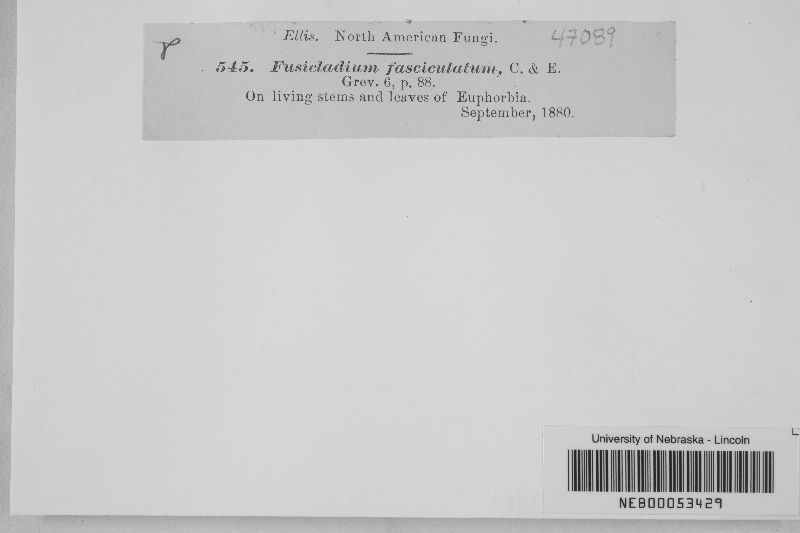 Ellis. North American Fungi. 47089
545. Fusicladium fasciculatum, C. & E.
Grev. 6, p. 88.
On living stems and leaves of Euphorbia.
September, 1880.
University of Nebraska - Lincoln
NEB00053429